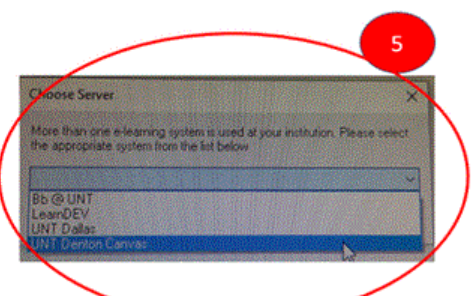 5
Choose Server
More than one e-learning system is used at your institution. Please select
the appropriate system from the list below
Bb @ UNT
LearnDEV
UNT Dallas
UNT Denton Canvas